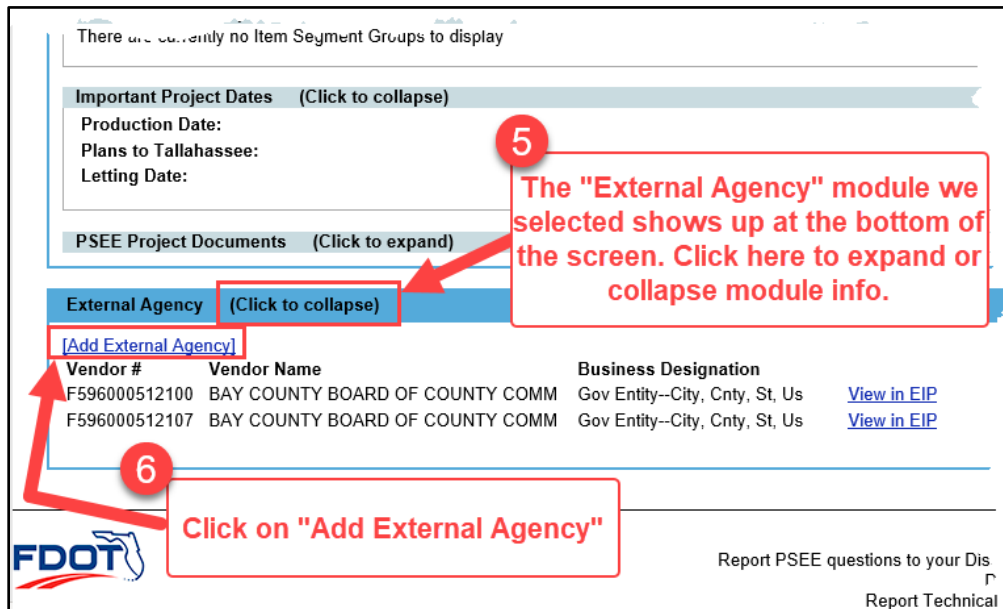 There are currently no Item Segment Groups to display
Important Project Dates (Click to collapse)
Production Date:
Plans to Tallahassee:
Letting Date:
5
The "External Agency" module we
selected shows up at the bottom of
the screen. Click here to expand or
collapse module info.
PSEE Project Documents (Click to expand)
External Agency (Click to collapse)
[Add External Agency]
Vendor # Vendor Name Business Designation
F596000512100 BAY COUNTY BOARD OF COUNTY COMM Gov Entity--City, Cnty, St, Us View in EIP
F596000512107 BAY COUNTY BOARD OF COUNTY COMM Gov Entity--City, Cnty, St, Us View in EIP
6
Click on "Add External Agency"
FDOT
Report PSEE questions to your Dis
Report Technical